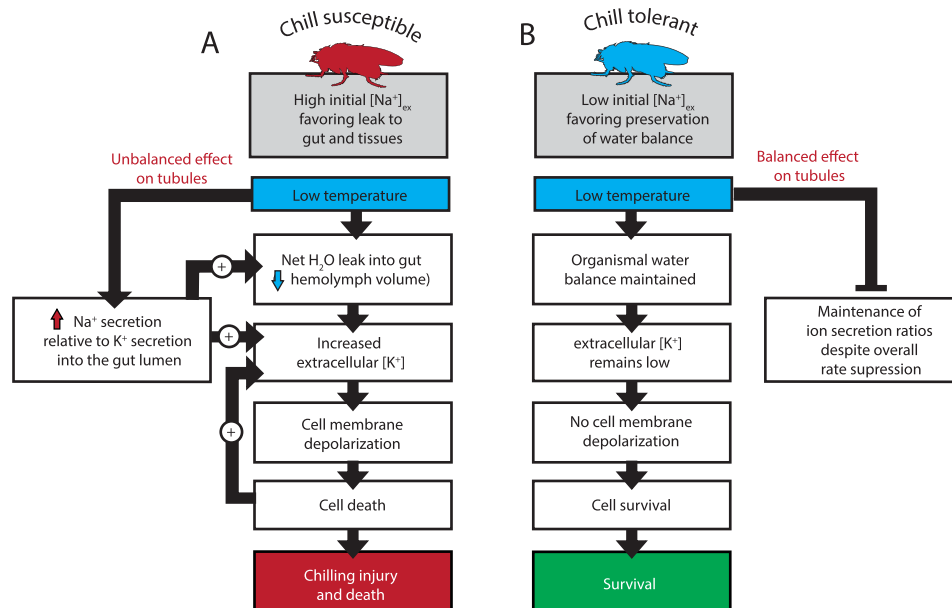 A
Chill susceptible
High initial [Na⁺]ex
favoring leak to
gut and tissues
Unbalanced effect
on tubules
Low temperature
Net H₂O leak into gut
hemolymph volume)
+
Na⁺ secretion
relative to K⁺ secretion
into the gut lumen
+
Increased
extracellular [K⁺]
+
Cell membrane
depolarization
Cell death
Chilling injury
and death
B
Chill tolerant
Low initial [Na⁺]ex
favoring preservation
of water balance
Balanced effect
on tubules
Low temperature
Organismal water
balance maintained
Maintenance of
ion secretion ratios
despite overall
rate supression
extracellular [K⁺]
remains low
No cell membrane
depolarization
Cell survival
Survival